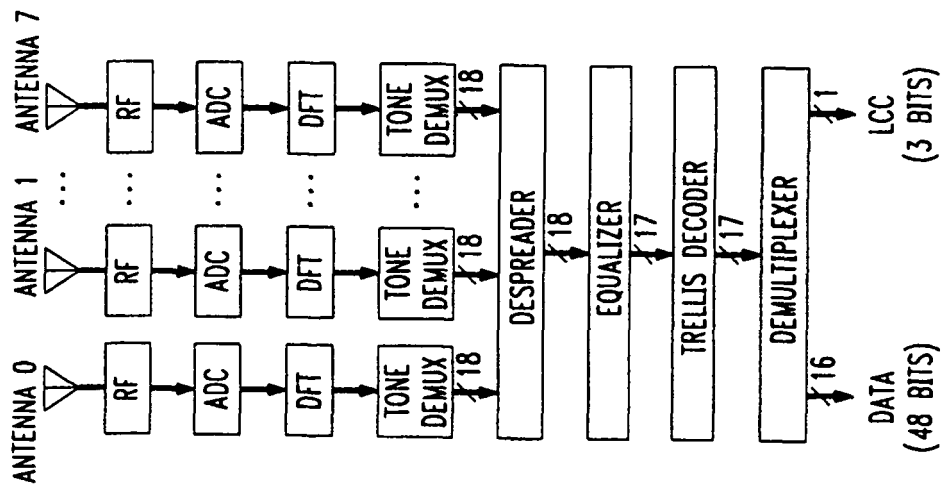 ANTENNA 0 ANTENNA 1 ... ANTENNA 7
RF RF ... RF
ADC ADC ... ADC
DFT DFT ... DFT
TONE DEMUX TONE DEMUX ... TONE DEMUX
18 18 18
DESPREADER
18
EQUALIZER
17
TRELLIS DECODER
17
DEMULTIPLEXER
16 1
DATA LCC
(48 BITS) (3 BITS)